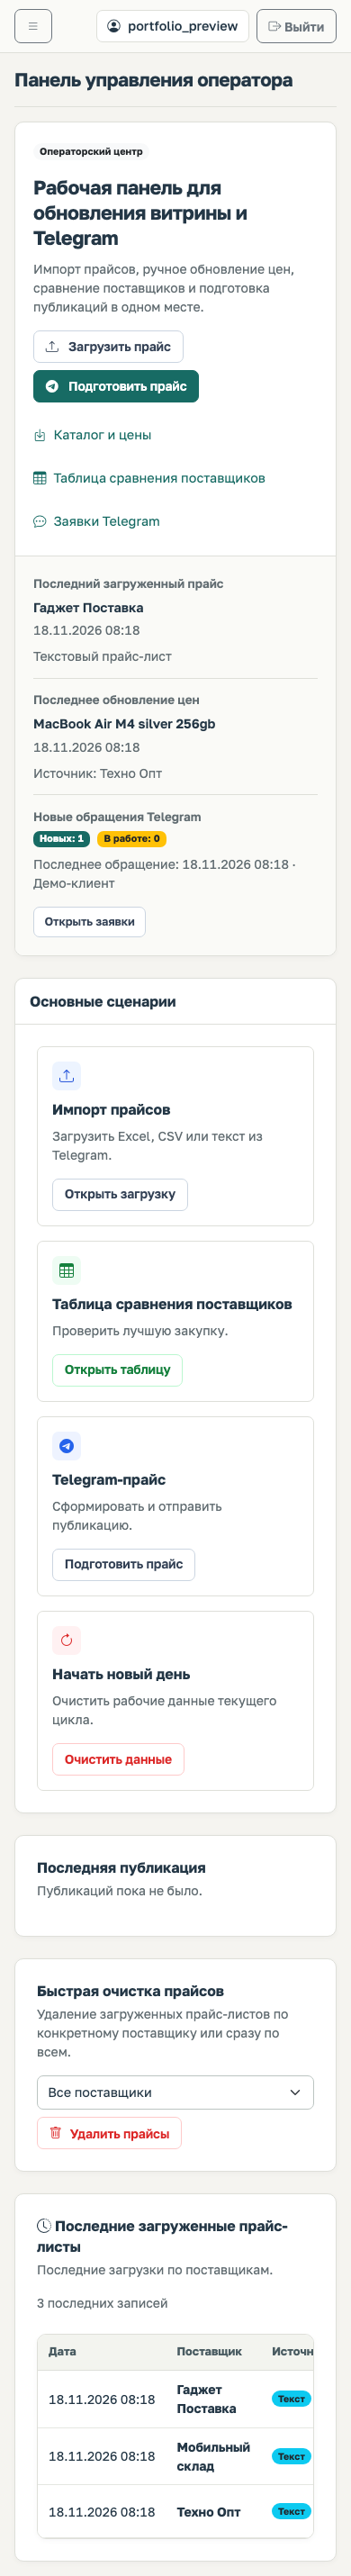 portfolio_preview
Выйти
Панель управления оператора
Операторский центр
Рабочая панель для
обновления витрины и
Telegram
Импорт прайсов, ручное обновление цен,
сравнение поставщиков и подготовка
публикаций в одном месте.
Загрузить прайс
Подготовить прайс
Каталог и цены
Таблица сравнения поставщиков
Заявки Telegram
Последний загруженный прайс
Гаджет Поставка
18.11.2026 08:18
Текстовый прайс-лист
Последнее обновление цен
MacBook Air M4 silver 256gb
18.11.2026 08:18
Источник: Техно Опт
Новые обращения Telegram
Новых: 1 В работе: 0
Последнее обращение: 18.11.2026 08:18 ·
Демо-клиент
Открыть заявки
Основные сценарии
Импорт прайсов
Загрузить Excel, CSV или текст из
Telegram.
Открыть загрузку
Таблица сравнения поставщиков
Проверить лучшую закупку.
Открыть таблицу
Telegram-прайс
Сформировать и отправить
публикацию.
Подготовить прайс
Начать новый день
Очистить рабочие данные текущего
цикла.
Очистить данные
Последняя публикация
Публикаций пока не было.
Быстрая очистка прайсов
Удаление загруженных прайс-листов по
конкретному поставщику или сразу по
всем.
Все поставщики
Удалить прайсы
Последние загруженные прайс-
листы
Последние загрузки по поставщикам.
3 последних записей
Дата Поставщик Источн
18.11.2026 08:18 Гаджет Поставка Текст
18.11.2026 08:18 Мобильный склад Текст
18.11.2026 08:18 Техно Опт Текст